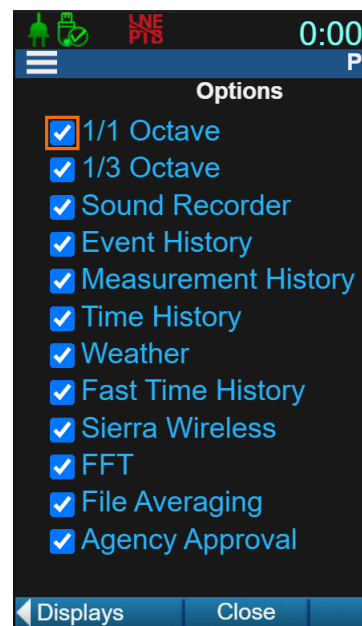 LNE
PTB
0:00
P
Options
1/1 Octave
1/3 Octave
Sound Recorder
Event History
Measurement History
Time History
Weather
Fast Time History
Sierra Wireless
FFT
File Averaging
Agency Approval
Displays Close